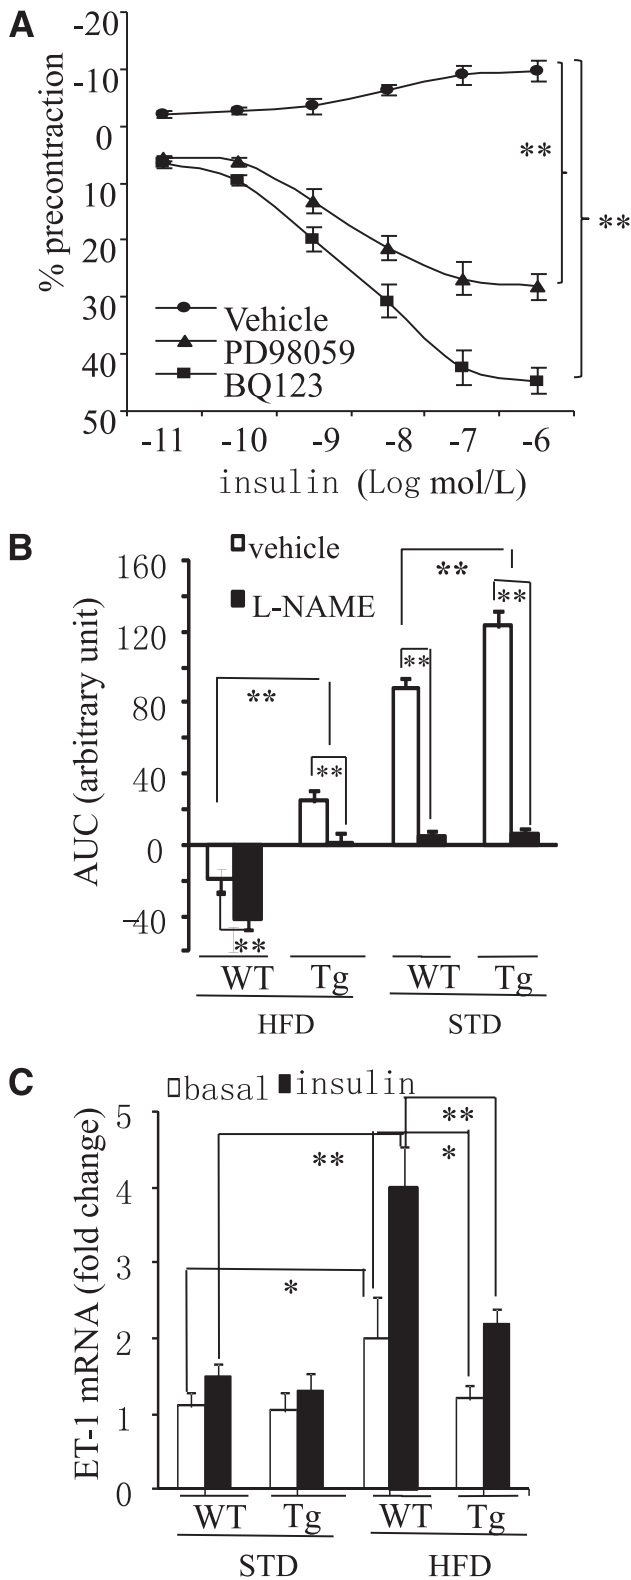 A
-20
-10
0
10
20
30
40
50
% precontraction
**
**
Vehicle
PD98059
BQ123
-11 -10 -9 -8 -7 -6
insulin (Log mol/L)
B
vehicle
L-NAME
160
120
80
40
0
-40
AUC (arbitrary unit)
**
**
**
**
**
**
WT Tg WT Tg
HFD STD
C
basal insulin
5
4
3
2
1
0
ET-1 mRNA (fold change)
**
**
*
*
WT Tg WT Tg
STD HFD